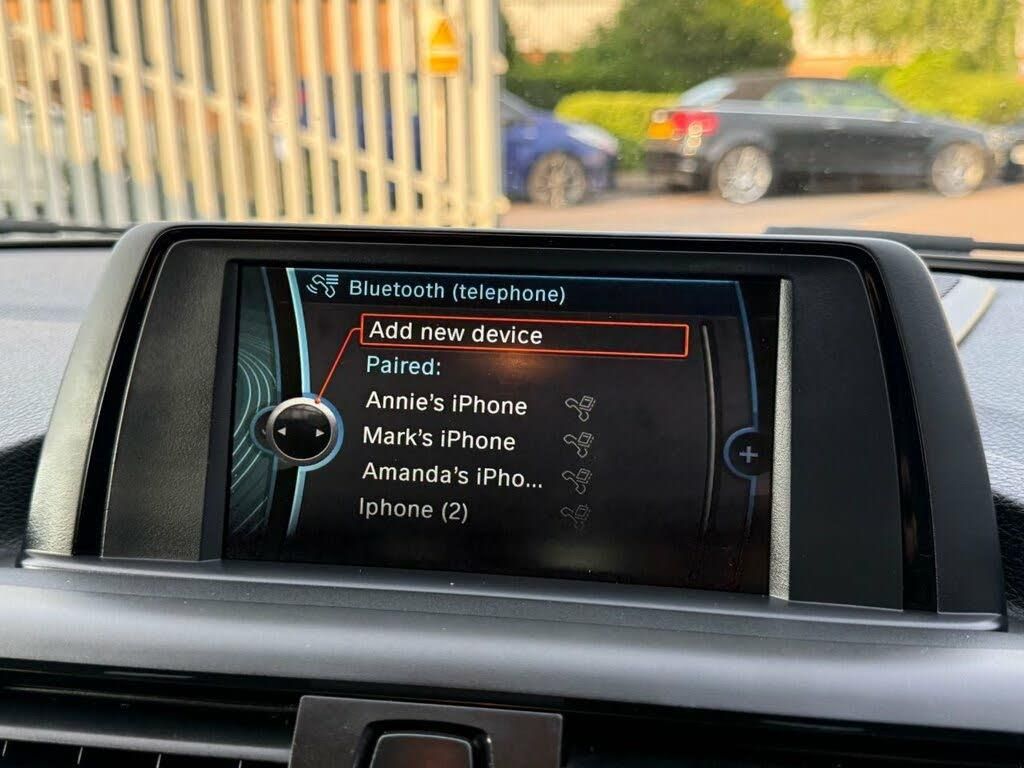 Bluetooth (telephone)
Add new device
Paired:
Annie's iPhone
Mark's iPhone
Amanda's iPho...
Iphone (2)